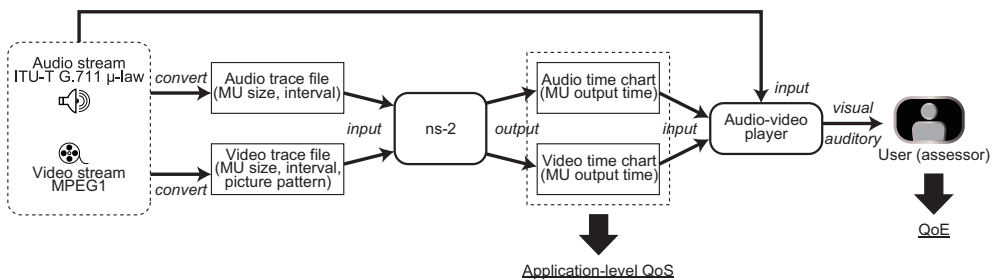 Audio stream
ITU-T G.711 μ-law
Video stream
MPEG1
convert
convert
Audio trace file
(MU size, interval)
Video trace file
(MU size, interval,
picture pattern)
input
ns-2
output
Audio time chart
(MU output time)
Video time chart
(MU output time)
Application-level QoS
input
input
Audio-video
player
visual
auditory
User (assessor)
QoE